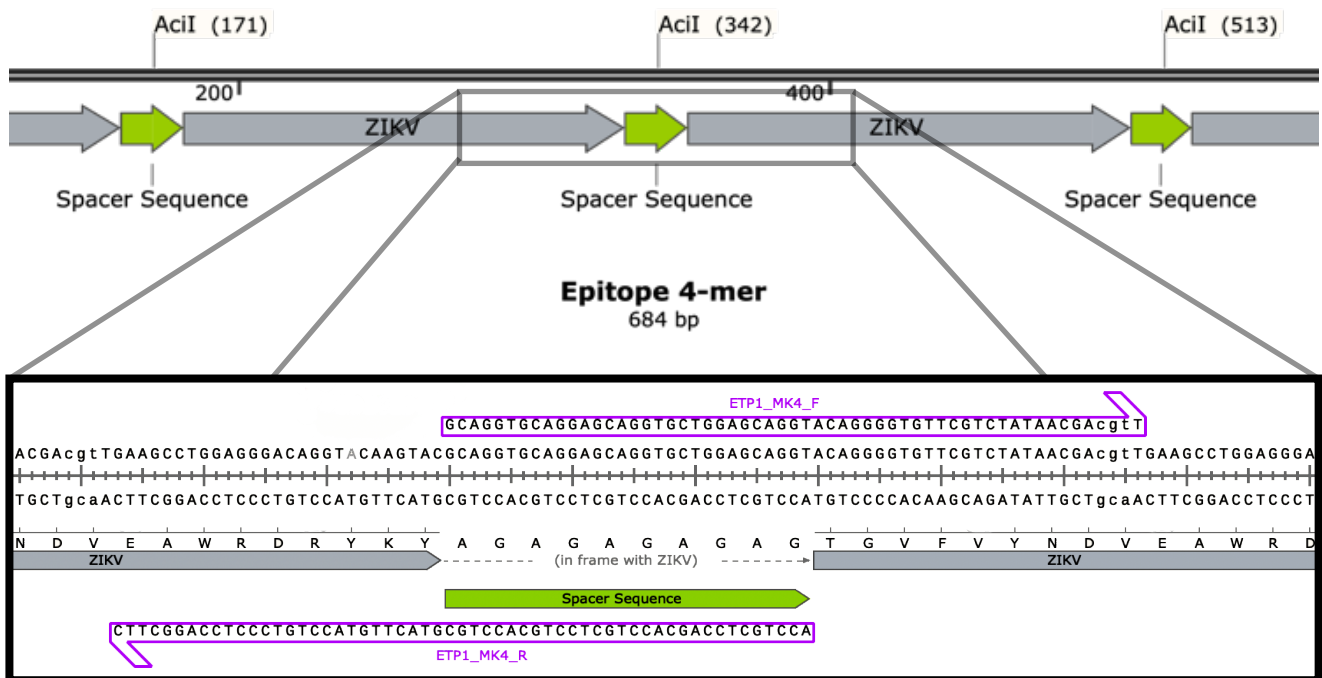 AciI (171)
AciI (342)
AciI (513)
200
400
ZIKV
ZIKV
Spacer Sequence
Spacer Sequence
Spacer Sequence
Epitope 4-mer
684 bp
ETP1_MK4_F
GCAGGTGCAGGAGCAGGTGCTGGAGCAGGTACAGGGGTGTTCGTCTATAACGAcgtT
ACGAcgtTGAAGCCTGGAGGGACAGGTACAAGTACGCAGGTGCAGGAGCAGGTGCTGGAGCAGGTACAGGGGTGTTCGTCTATAACGAcgtTGAAGCCTGGAGGGA
TGCTgcaACTTCGGACCTCCCTGTCCATGTTCATGCGTCCACGTCCTCGTCCACGACCTCGTCCATGTCCCCACAAGCAGATATTGCTgcaACTTCGGACCTCCCT
N D V E A W R D R Y K Y A G A G A G A G A G T G V F V Y N D V E A W R D
ZIKV
(in frame with ZIKV)
ZIKV
Spacer Sequence
CTTCGGACCTCCCTGTCCATGTTCATGCGTCCACGTCCTCGTCCACGACCTCGTCCA
ETP1_MK4_R